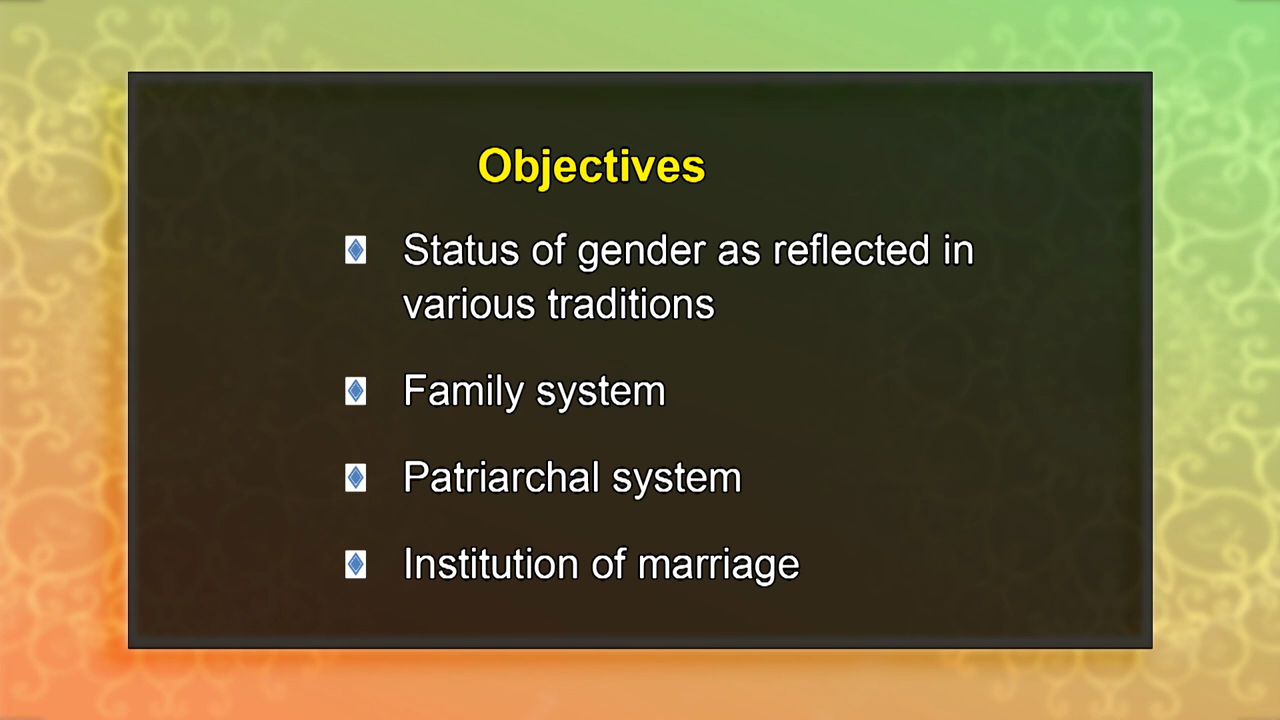 Objectives
Status of gender as reflected in
various traditions
Family system
Patriarchal system
Institution of marriage